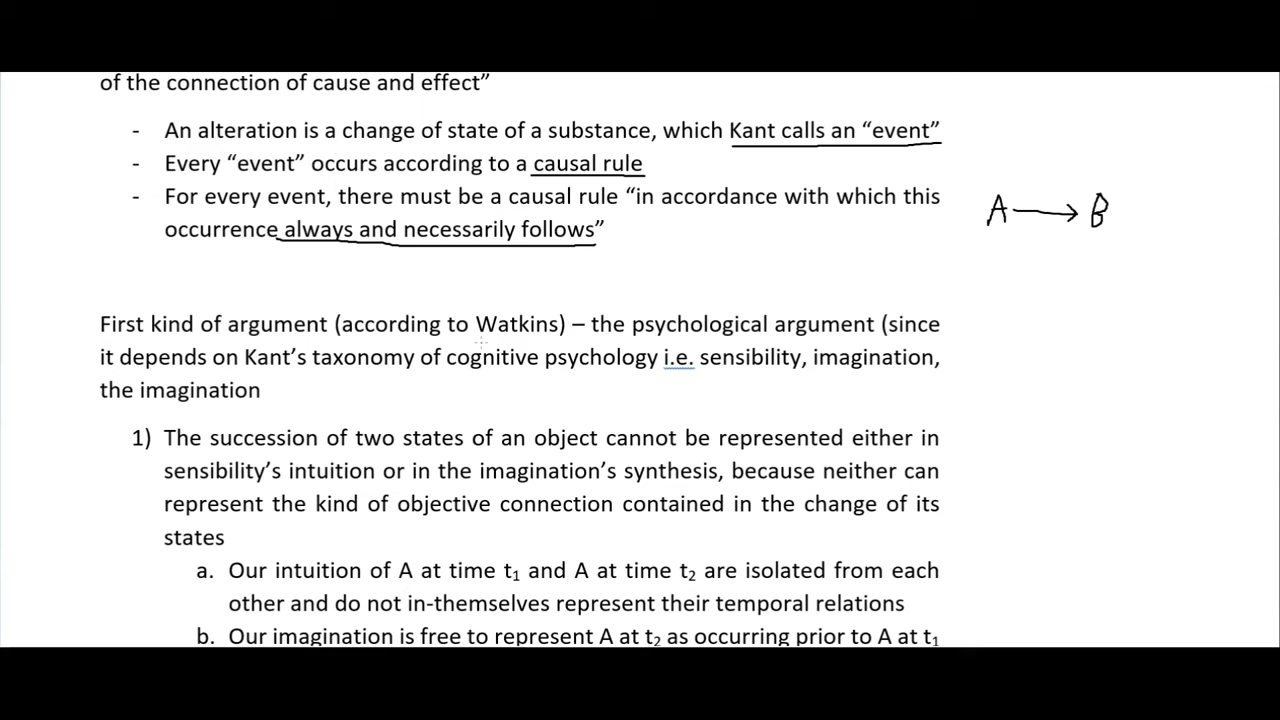 of the connection of cause and effect”
- An alteration is a change of state of a substance, which Kant calls an “event”
- Every “event” occurs according to a causal rule
- For every event, there must be a causal rule “in accordance with which this
occurrence always and necessarily follows”
A → B
First kind of argument (according to Watkins) – the psychological argument (since
it depends on Kant’s taxonomy of cognitive psychology i.e. sensibility, imagination,
the imagination
1) The succession of two states of an object cannot be represented either in
sensibility’s intuition or in the imagination’s synthesis, because neither can
represent the kind of objective connection contained in the change of its
states
a. Our intuition of A at time t₁ and A at time t₂ are isolated from each
other and do not in-themselves represent their temporal relations
b. Our imagination is free to represent A at t₂ as occurring prior to A at t₁